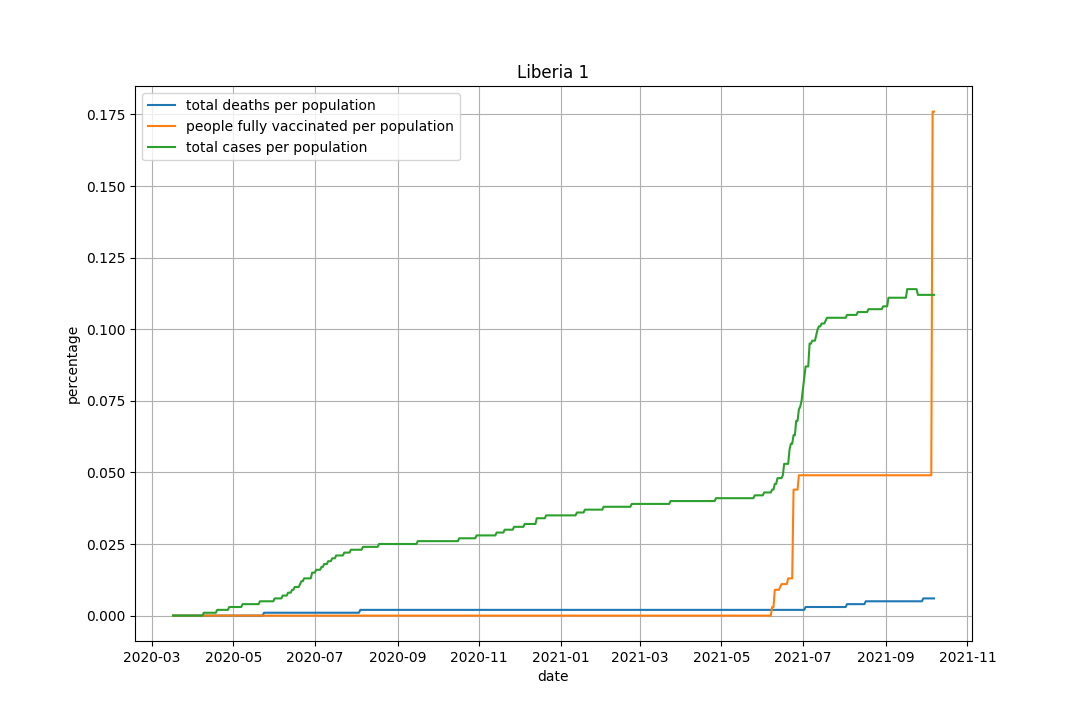 Liberia 1
total deaths per population
people fully vaccinated per population
total cases per population
percentage
0.175
0.150
0.125
0.100
0.075
0.050
0.025
0.000
2020-03 2020-05 2020-07 2020-09 2020-11 2021-01 2021-03 2021-05 2021-07 2021-09 2021-11
date